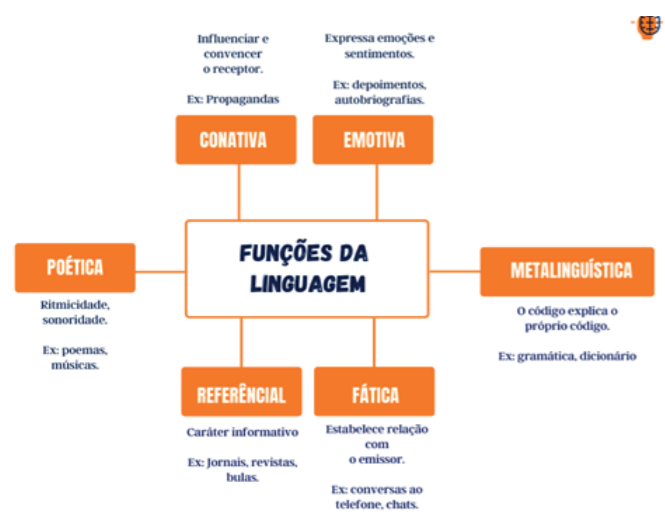 Influenciar e
convencer
o receptor.
Ex: Propagandas
CONATIVA
Expressa emoções e
sentimentos.
Ex: depoimentos,
autobriografias.
EMOTIVA
FUNÇÕES DA
LINGUAGEM
POÉTICA
Ritmicidade,
sonoridade.
Ex: poemas,
músicas.
METALINGUÍSTICA
O código explica o
próprio código.
Ex: gramática, dicionário
REFERÊNCIAL
Caráter informativo
Ex: Jornais, revistas,
bulas.
FÁTICA
Estabelece relação
com
o emissor.
Ex: conversas ao
telefone, chats.